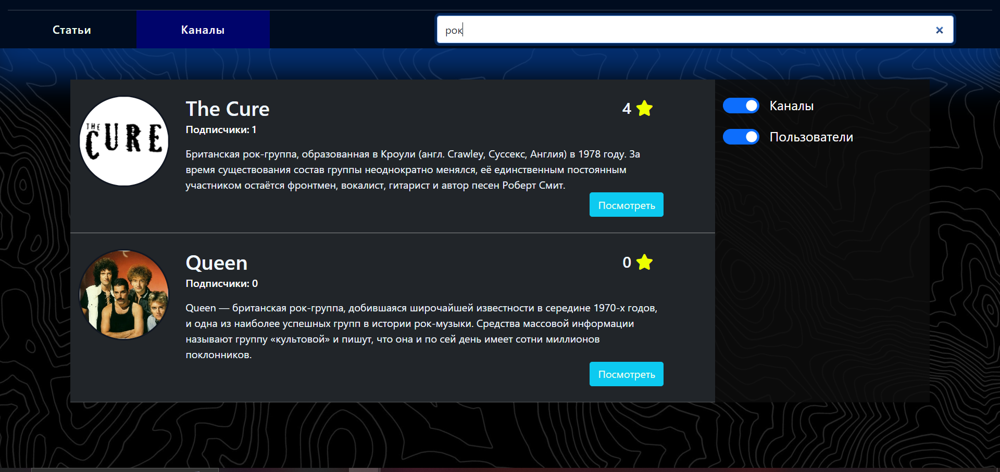 Статьи
Каналы
рок
THE CURE
The Cure
4
Подписчики: 1
Британская рок-группа, образованная в Кроули (англ. Crawley, Суссекс, Англия) в 1978 году. За
время существования состав группы неоднократно менялся, её единственным постоянным
участником остаётся фронтмен, вокалист, гитарист и автор песен Роберт Смит.
Посмотреть
Queen
0
Подписчики: 0
Queen — британская рок-группа, добившаяся широчайшей известности в середине 1970-х годов,
и одна из наиболее успешных групп в истории рок-музыки. Средства массовой информации
называют группу «культовой» и пишут, что она и по сей день имеет сотни миллионов
поклонников.
Посмотреть
Каналы
Пользователи